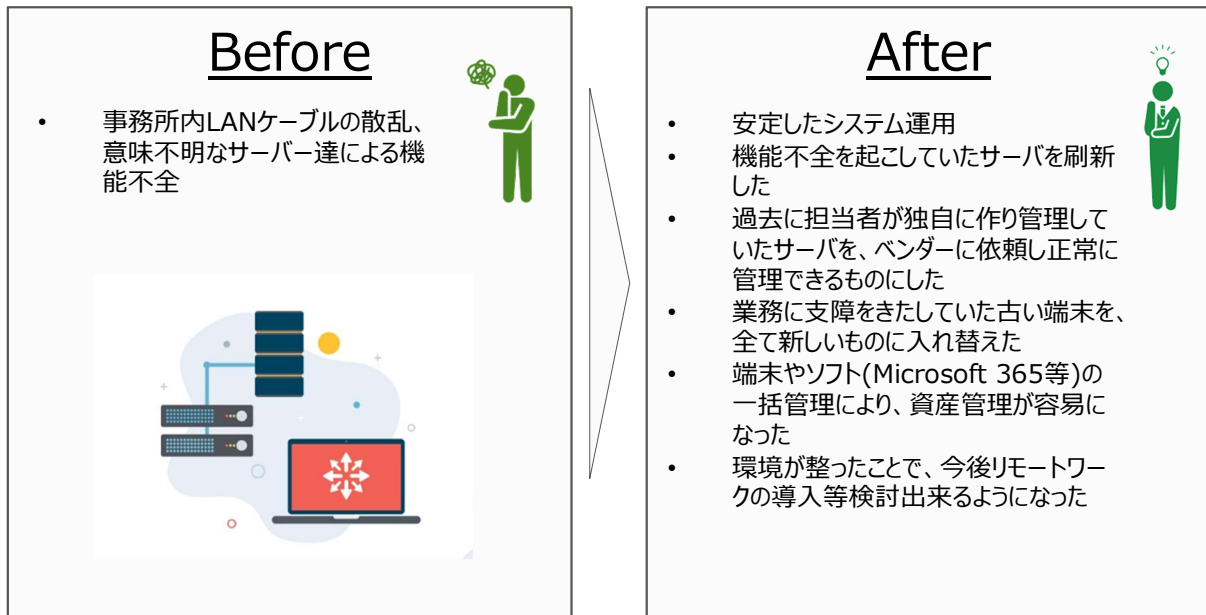 Before
• 事務所内LANケーブルの散乱、
意味不明なサーバー達による機
能不全
After
• 安定したシステム運用
• 機能不全を起こしていたサーバを刷新
した
• 過去に担当者が独自に作り管理して
いたサーバを、ベンダーに依頼し正常に
管理できるものにした
• 業務に支障をきたしていた古い端末を、
全て新しいものに入れ替えた
• 端末やソフト(Microsoft 365等)の
一括管理により、資産管理が容易に
なった
• 環境が整ったことで、今後リモートワー
クの導入等検討出来るようになった